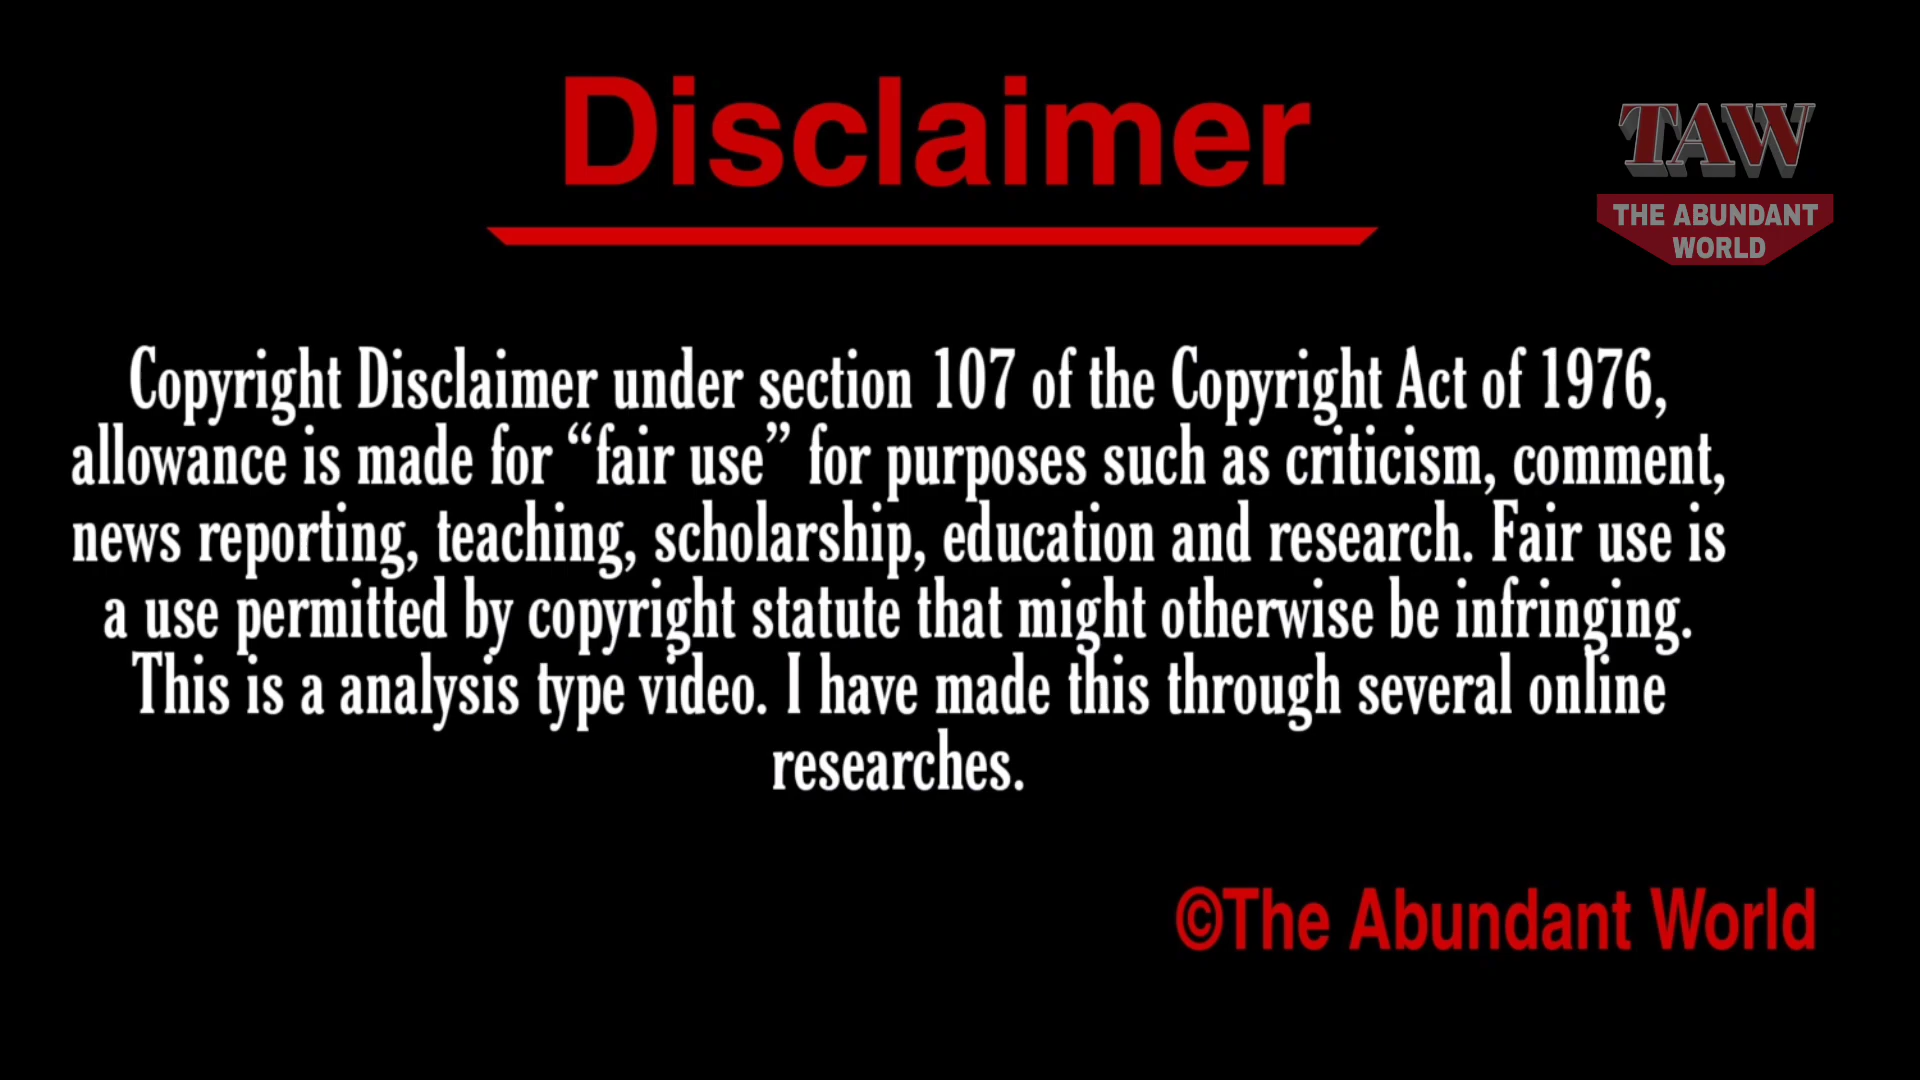 Disclaimer
TAW
THE ABUNDANT
WORLD
Copyright Disclaimer under section 107 of the Copyright Act of 1976,
allowance is made for “fair use” for purposes such as criticism, comment,
news reporting, teaching, scholarship, education and research. Fair use is
a use permitted by copyright statute that might otherwise be infringing.
This is a analysis type video. I have made this through several online
researches.
©The Abundant World